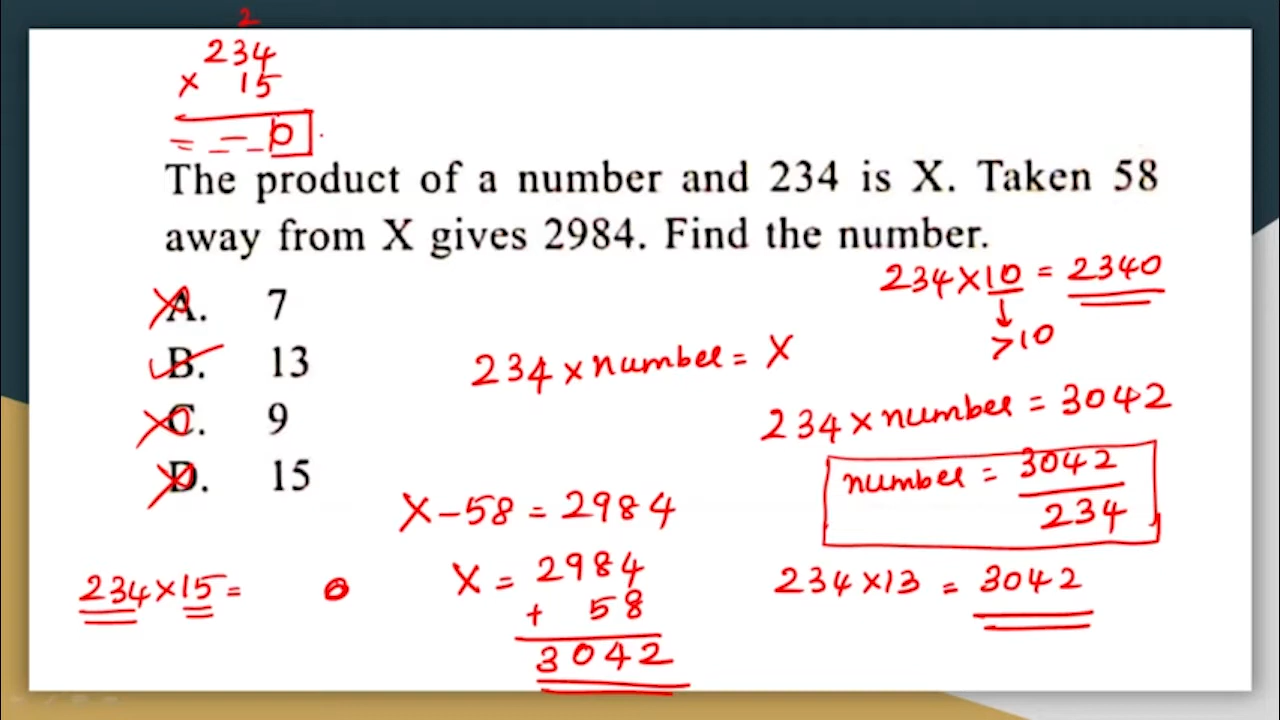 2
234
× 15
= - - - 0
The product of a number and 234 is X. Taken 58
away from X gives 2984. Find the number.
234 × 10 = 2340
>10
A. 7
B. 13
C. 9
D. 15
234 × number = X
234 × number = 3042
number = 3042
234
X - 58 = 2984
X = 2984
+ 58
3042
234 × 13 = 3042
234 × 15 = 0